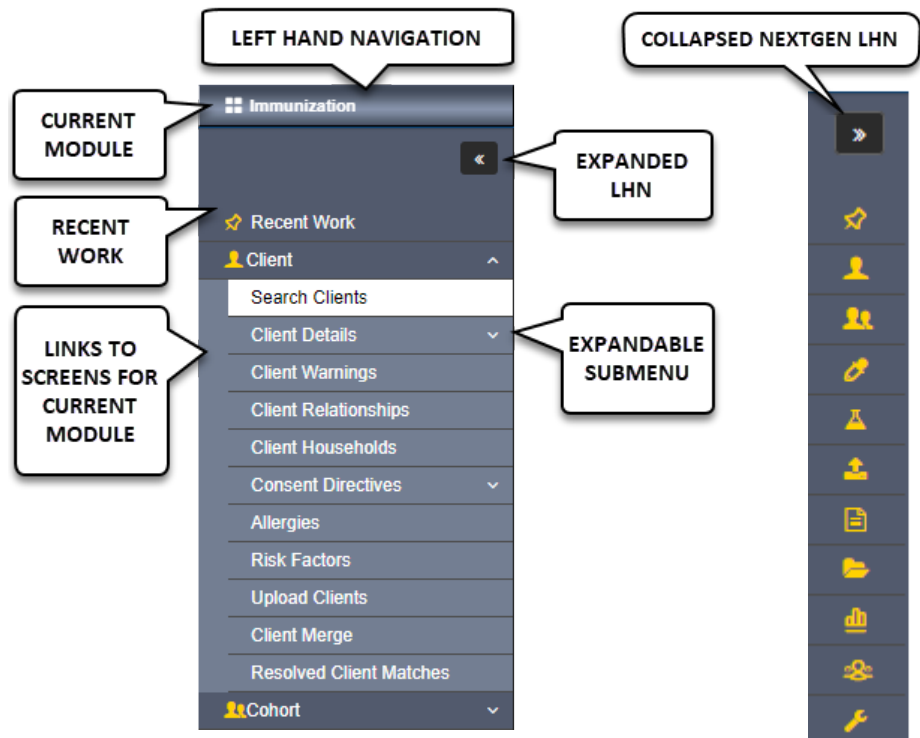 LEFT HAND NAVIGATION
COLLAPSED NEXTGEN LHN
CURRENT
MODULE
Immunization
«
»
EXPANDED
LHN
RECENT
WORK
Recent Work
Client
Search Clients
LINKS TO
SCREENS FOR
CURRENT
MODULE
Client Details
EXPANDABLE
SUBMENU
Client Warnings
Client Relationships
Client Households
Consent Directives
Allergies
Risk Factors
Upload Clients
Client Merge
Resolved Client Matches
Cohort